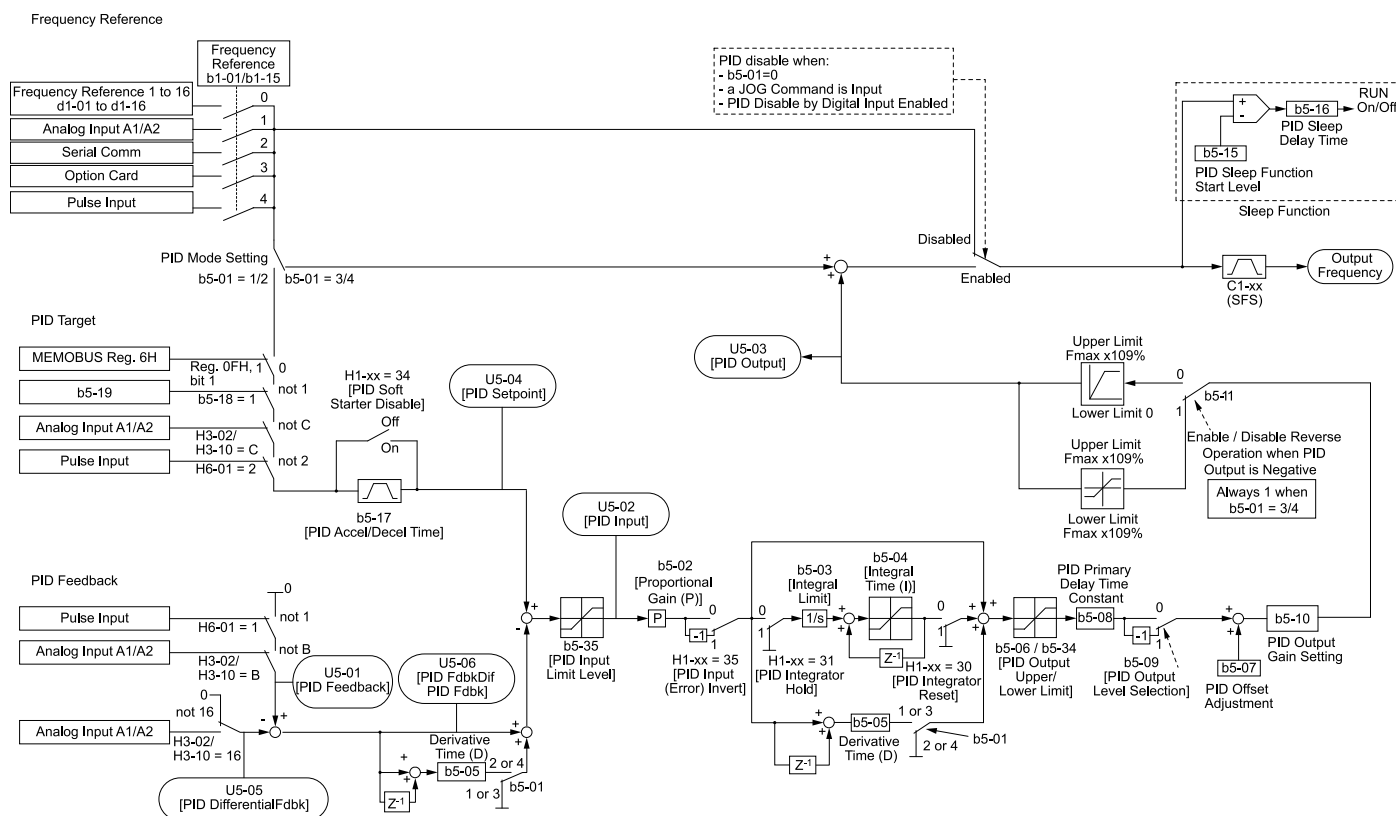 Frequency Reference
Frequency
Reference
b1-01/b1-15
Frequency Reference 1 to 16
d1-01 to d1-16
0
Analog Input A1/A2
1
Serial Comm
2
Option Card
3
Pulse Input
4
PID disable when:
- b5-01=0
- a JOG Command is Input
- PID Disable by Digital Input Enabled
+
-
b5-16
RUN
On/Off
PID Sleep
Delay Time
b5-15
PID Sleep Function
Start Level
Sleep Function
PID Mode Setting
b5-01 = 1/2
b5-01 = 3/4
+
+
Disabled
Enabled
C1-xx
(SFS)
Output
Frequency
PID Target
MEMOBUS Reg. 6H
Reg. 0FH,
bit 1
1
0
b5-19
b5-18 = 1
not 1
Analog Input A1/A2
H3-02/
H3-10 = C
not C
Pulse Input
H6-01 = 2
not 2
H1-xx = 34
[PID Soft
Starter Disable]
Off
On
b5-17
[PID Accel/Decel Time]
U5-04
[PID Setpoint]
U5-03
[PID Output]
Upper Limit
Fmax x109%
Lower Limit 0
0
1
b5-11
Upper Limit
Fmax x109%
Lower Limit
Fmax x109%
Enable / Disable Reverse
Operation when PID
Output is Negative
Always 1 when
b5-01 = 3/4
PID Feedback
0
Pulse Input
H6-01 = 1
not 1
Analog Input A1/A2
H3-02/
H3-10 = B
not B
U5-01
[PID Feedback]
U5-06
[PID FdbkDif
PID Fdbk]
0
not 16
Analog Input A1/A2
H3-02/
H3-10 = 16
-
+
U5-05
[PID DifferentialFdbk]
Derivative
Time (D)
+
+
b5-05
Z-1
2 or 4
1 or 3
b5-01
+
+
+
-
b5-35
[PID Input
Limit Level]
U5-02
[PID Input]
b5-02
[Proportional
Gain (P)]
P
-1
0
1
H1-xx = 35
[PID Input
(Error) Invert]
0
1
H1-xx = 31
[PID Integrator
Hold]
b5-03
[Integral
Limit]
1/s
+
+
b5-04
[Integral
Time (I)]
Z-1
0
1
H1-xx = 30
[PID Integrator
Reset]
+
+
Z-1
b5-05
Derivative
Time (D)
1 or 3
2 or 4
b5-01
+
+
+
b5-06 / b5-34
[PID Output
Upper/
Lower Limit]
PID Primary
Delay Time
Constant
b5-08
-1
0
1
b5-09
[PID Output
Level Selection]
+
+
b5-07
PID Offset
Adjustment
b5-10
PID Output
Gain Setting